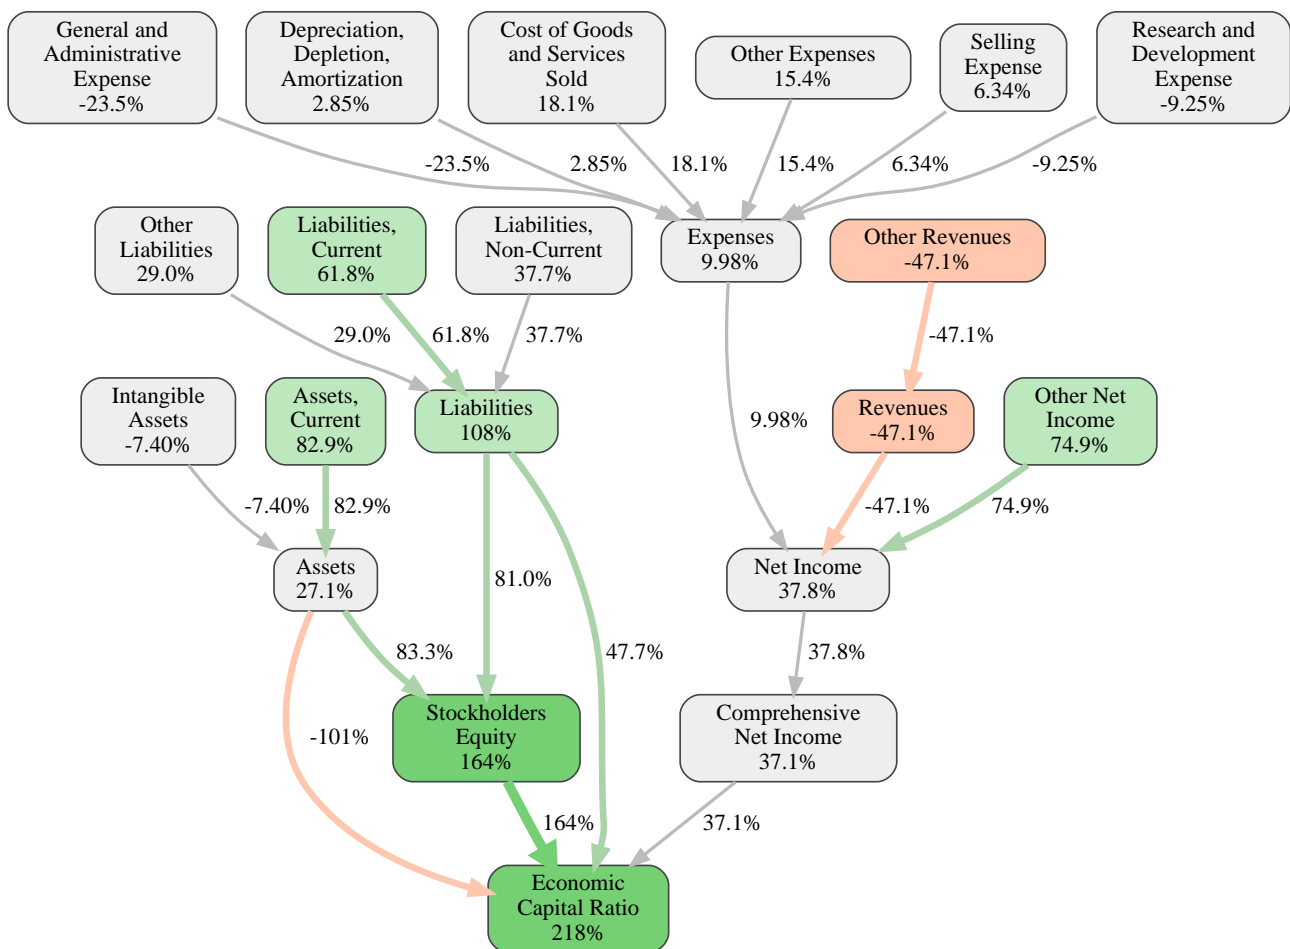 General and
Administrative
Expense
-23.5%
Depreciation,
Depletion,
Amortization
2.85%
Cost of Goods
and Services
Sold
18.1%
Other Expenses
15.4%
Selling
Expense
6.34%
Research and
Development
Expense
-9.25%
-23.5%
2.85%
18.1%
15.4%
6.34%
-9.25%
Other
Liabilities
29.0%
Liabilities,
Current
61.8%
Liabilities,
Non-Current
37.7%
Expenses
9.98%
Other Revenues
-47.1%
29.0%
61.8%
37.7%
-47.1%
Intangible
Assets
-7.40%
Assets,
Current
82.9%
Liabilities
108%
9.98%
Revenues
-47.1%
Other Net
Income
74.9%
-7.40%
82.9%
-47.1%
74.9%
Assets
27.1%
81.0%
Net Income
37.8%
83.3%
47.7%
37.8%
-101%
Stockholders
Equity
164%
Comprehensive
Net Income
37.1%
164%
37.1%
Economic
Capital Ratio
218%